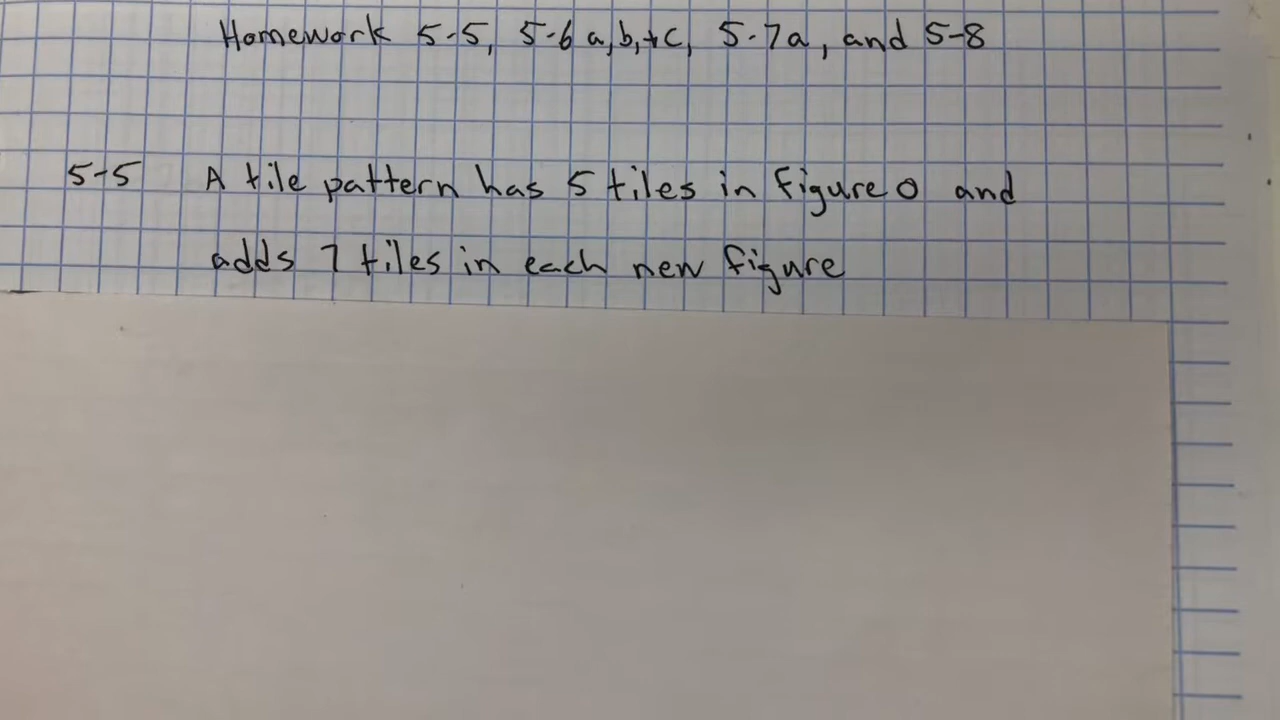 Homework 5-5, 5-6 a,b,+c, 5-7a, and 5-8
5-5 A tile pattern has 5 tiles in figure 0 and
adds 7 tiles in each new figure